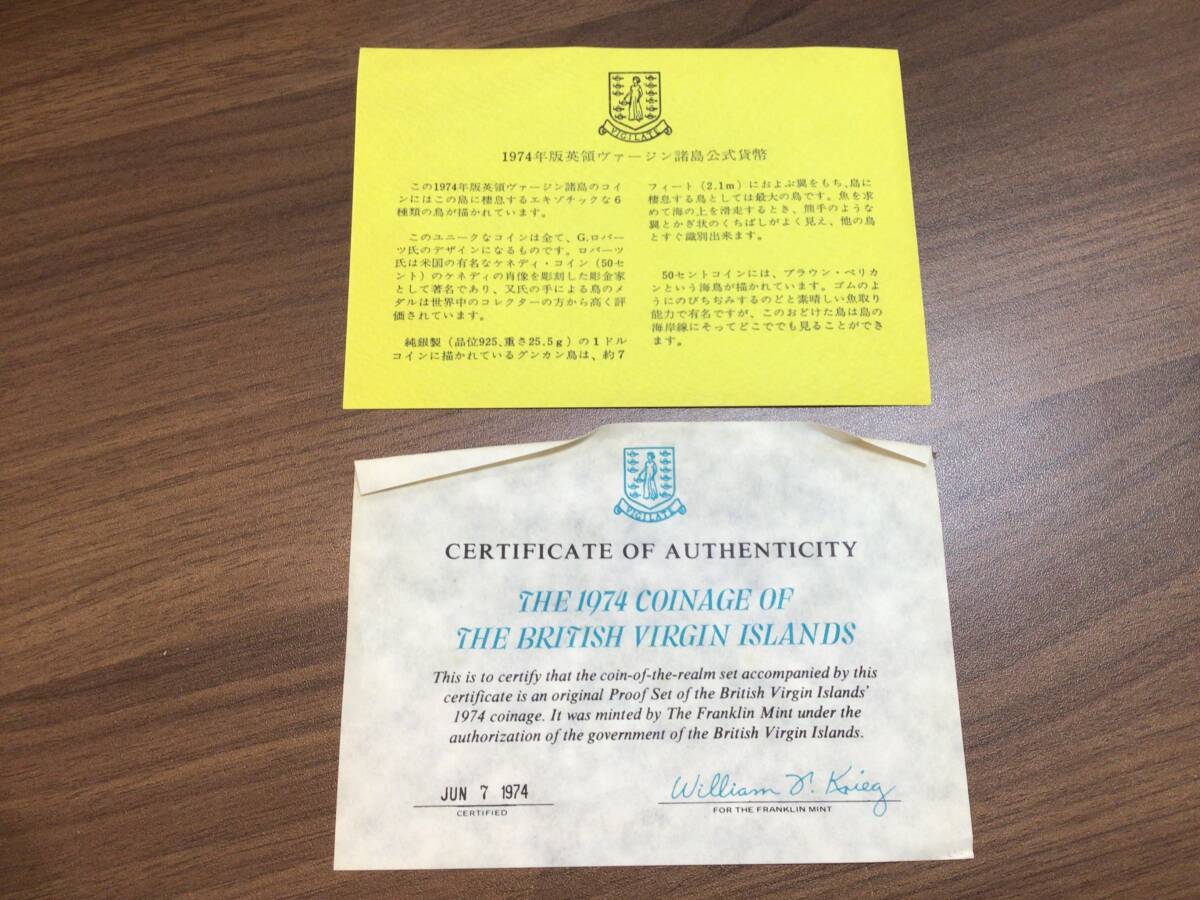 VIGILATE
1974年版英領ヴァージン諸島公式貨幣
この1974年版英領ヴァージン諸島のコイ
ンにはこの島に棲息するエキゾチックな6
種類の鳥が描かれています。
このユニークなコインは全て、G.ロバー
ツ氏のデザインになるものです。ロバーツ
氏は米国の有名なケネディ・コイン（50セ
ント）のケネディの肖像を彫刻した彫金家
として著名であり、又氏の手による鳥のメ
ダルは世界中のコレクターの方から高く評
価されています。
純銀製（品位925、重さ25.5g）の1ドル
コインに描かれているグンカン鳥は、約7
フィート（2.1m）におよぶ翼をもち、島に
棲息する鳥としては最大の鳥です。魚を求
めて海の上を滑走するとき、熊手のような
翼とかぎ状のくちばしがよく見え、他の鳥
とすぐ識別出来ます。
50セントコインには、ブラウン・ペリカ
ンという海鳥が描かれています。ゴムのよ
うにのびちぢみするのどと素晴しい魚取り
能力で有名ですが、このおどけた鳥は島の
海岸線にそってどこででも見ることができ
ます。
VIGILATE
CERTIFICATE OF AUTHENTICITY
THE 1974 COINAGE OF
THE BRITISH VIRGIN ISLANDS
This is to certify that the coin-of-the-realm set accompanied by this
certificate is an original Proof Set of the British Virgin Islands'
1974 coinage. It was minted by The Franklin Mint under the
authorization of the government of the British Virgin Islands.
JUN 7 1974
CERTIFIED
William T. Krieg
FOR THE FRANKLIN MINT